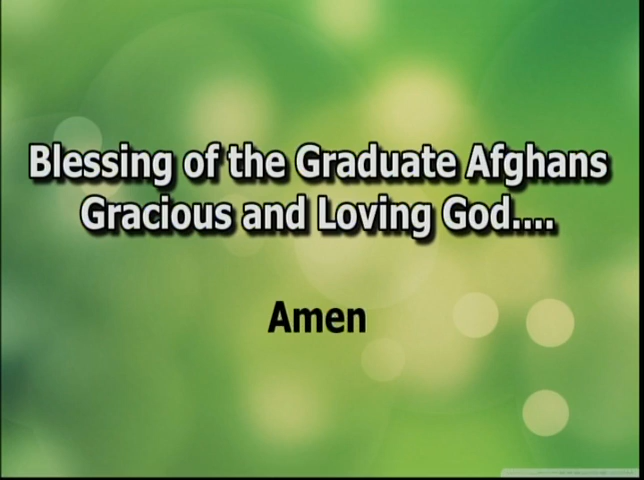 Blessing of the Graduate Afghans
Gracious and Loving God....
Amen